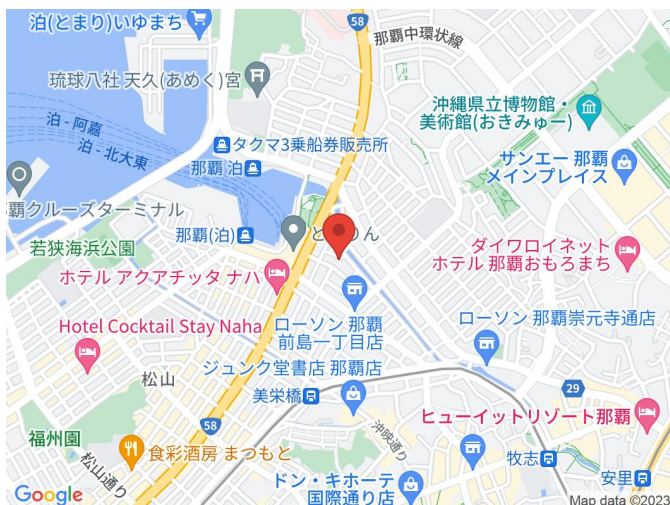 泊(とまり)いゆまち
58
那覇中環状線
琉球八社 天久(あめく)宮
沖縄県立博物館・
美術館(おきみゅー)
泊 - 阿嘉
泊 - 北大東
タクマ3乗船券販売所
サンエー 那覇
メインプレイス
那覇 泊
覇クルーズターミナル
那覇(泊)
と
りん
若狭海浜公園
ダイワロイネット
ホテル 那覇おもろまち
ホテル アクアチッタ ナハ
Hotel Cocktail Stay Naha
ローソン 那覇
前島一丁目店
ローソン 那覇崇元寺通店
ジュンク堂書店 那覇店
松山
美栄橋
29
58
沖映通り
ヒューイットリゾート那覇
福州園
食彩酒房 まつもと
松山通り
牧志
ドン・キホーテ
国際通り店
安里
Google
Map data ©2023